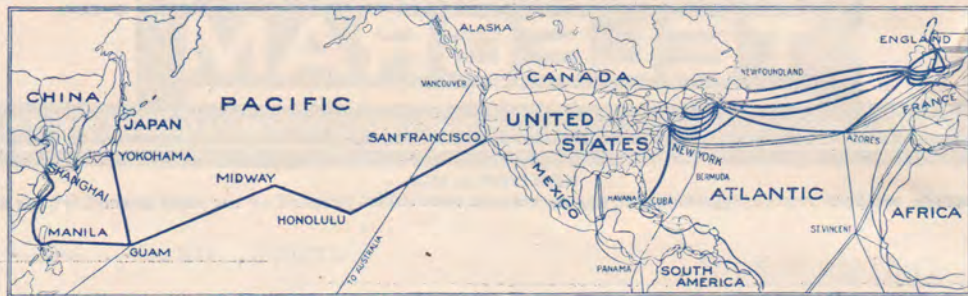 ALASKA
ENGLAND
CHINA
CANADA
NEWFOUNDLAND
VANCOUVER
PACIFIC
FRANCE
JAPAN
UNITED
STATES
SAN FRANCISCO
AZORES
YOKOHAMA
NEW YORK
SHANGHAI
MIDWAY
BERMUDA
MEXICO
ATLANTIC
HAVANA
CUBA
HONOLULU
AFRICA
MANILA
ST. VINCENT
GUAM
PANAMA
SOUTH
AMERICA
TO AUSTRALIA